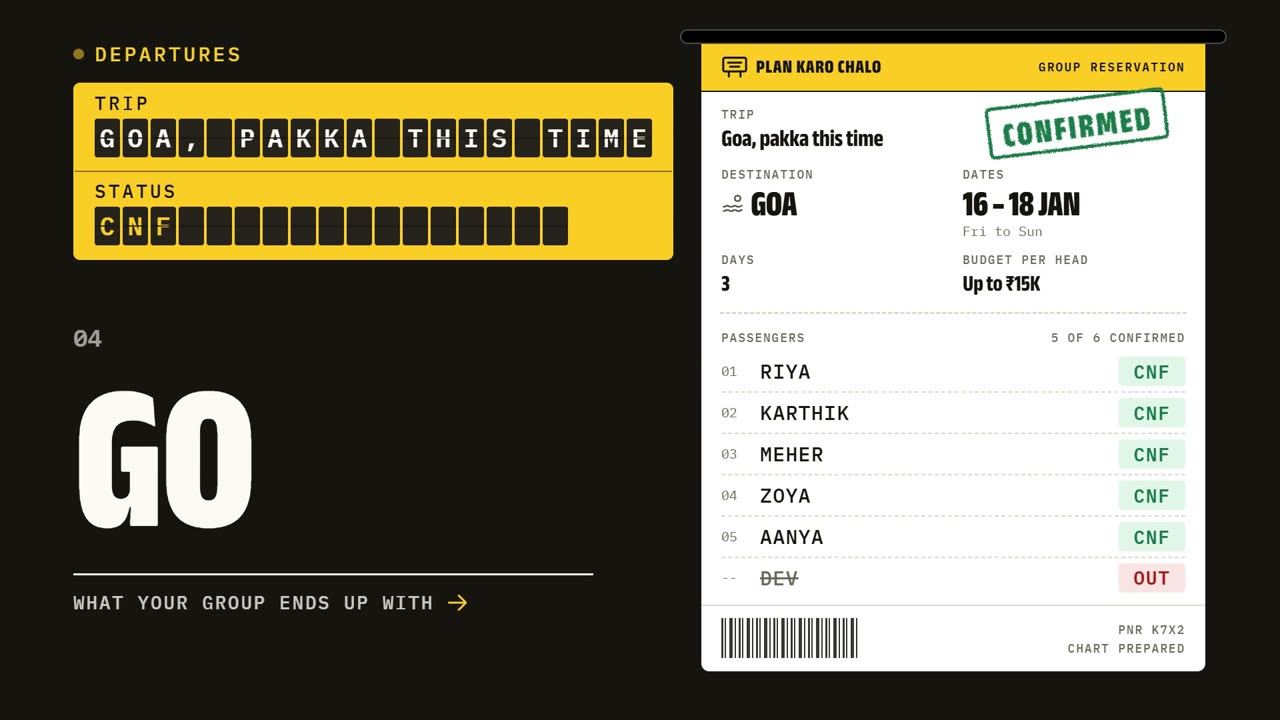 DEPARTURES
TRIP
GOA, PAKKA THIS TIME
STATUS
CNF
04
GO
WHAT YOUR GROUP ENDS UP WITH →
PLAN KARO CHALO
GROUP RESERVATION
TRIP
Goa, pakka this time
CONFIRMED
DESTINATION
GOA
DATES
16 – 18 JAN
Fri to Sun
DAYS
3
BUDGET PER HEAD
Up to ₹15K
PASSENGERS
5 OF 6 CONFIRMED
01 RIYA CNF
02 KARTHIK CNF
03 MEHER CNF
04 ZOYA CNF
05 AANYA CNF
-- DEV OUT
PNR K7X2
CHART PREPARED